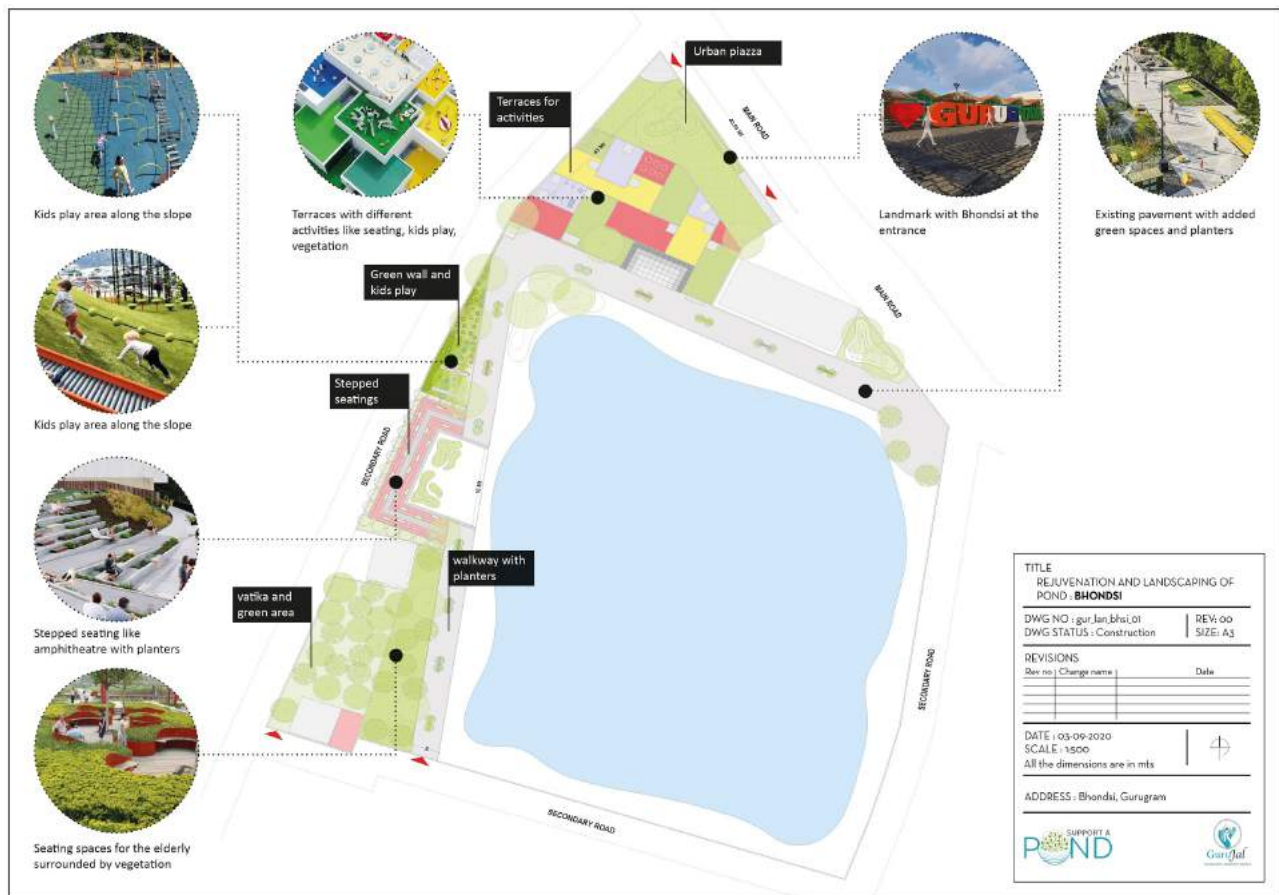 Urban piazza
Terraces for
activities
MAIN ROAD
GURU
Kids play area along the slope
Terraces with different
activities like seating, kids play,
vegetation
Landmark with Bhondsi at the
entrance
Existing pavement with added
green spaces and planters
Green wall and
kids play
MAIN ROAD
Stepped
seatings
Kids play area along the slope
SECONDARY ROAD
walkway with
planters
vatika and
green area
Stepped seating like
amphitheatre with planters
SECONDARY ROAD
SECONDARY ROAD
Seating spaces for the elderly
surrounded by vegetation
TITLE
REJUVENATION AND LANDSCAPING OF
POND : BHONDSI
DWG NO : gur_lan_bhsi_01
REV: 00
DWG STATUS : Construction
SIZE: A3
REVISIONS
Rev no Change name Date
DATE : 03-09-2020
SCALE : 1:500
All the dimensions are in mts
ADDRESS : Bhondsi, Gurugram
SUPPORT A
POND
GuruJal